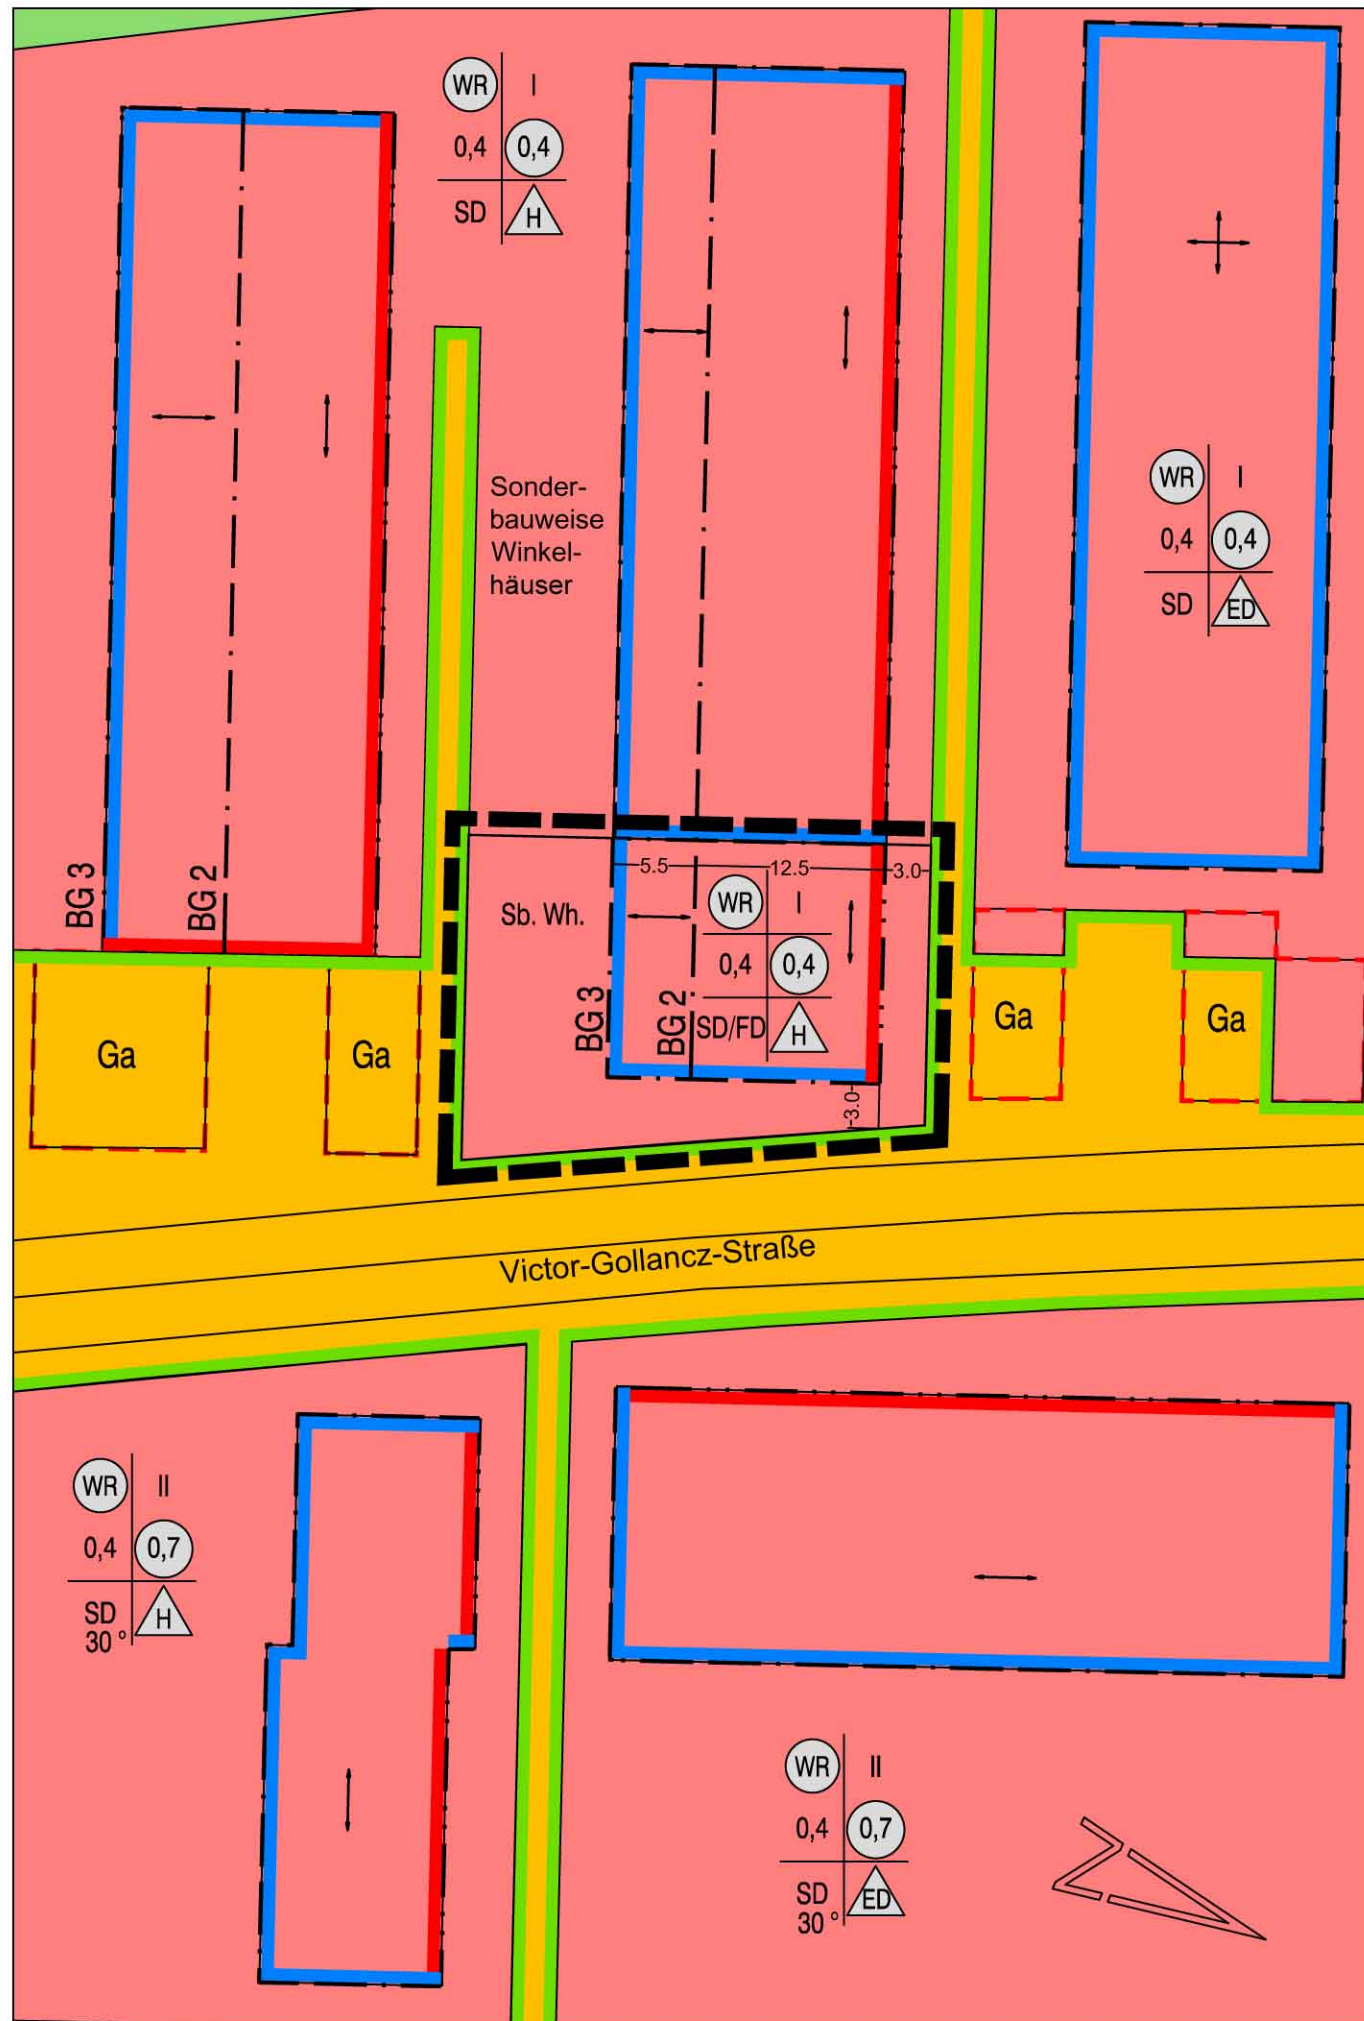 WR I
0,4 0,4
SD H
Sonder-
bauweise
Winkel-
häuser
WR I
0,4 0,4
SD ED
BG 3
BG 2
5.5 12.5 3.0
Sb. Wh.
WR I
0,4 0,4
SD/FD H
BG 3
BG 2
3.0
Ga
Ga
Ga
Ga
Victor-Gollancz-Straße
WR II
0,4 0,7
SD H
30 °
WR II
0,4 0,7
SD ED
30 °